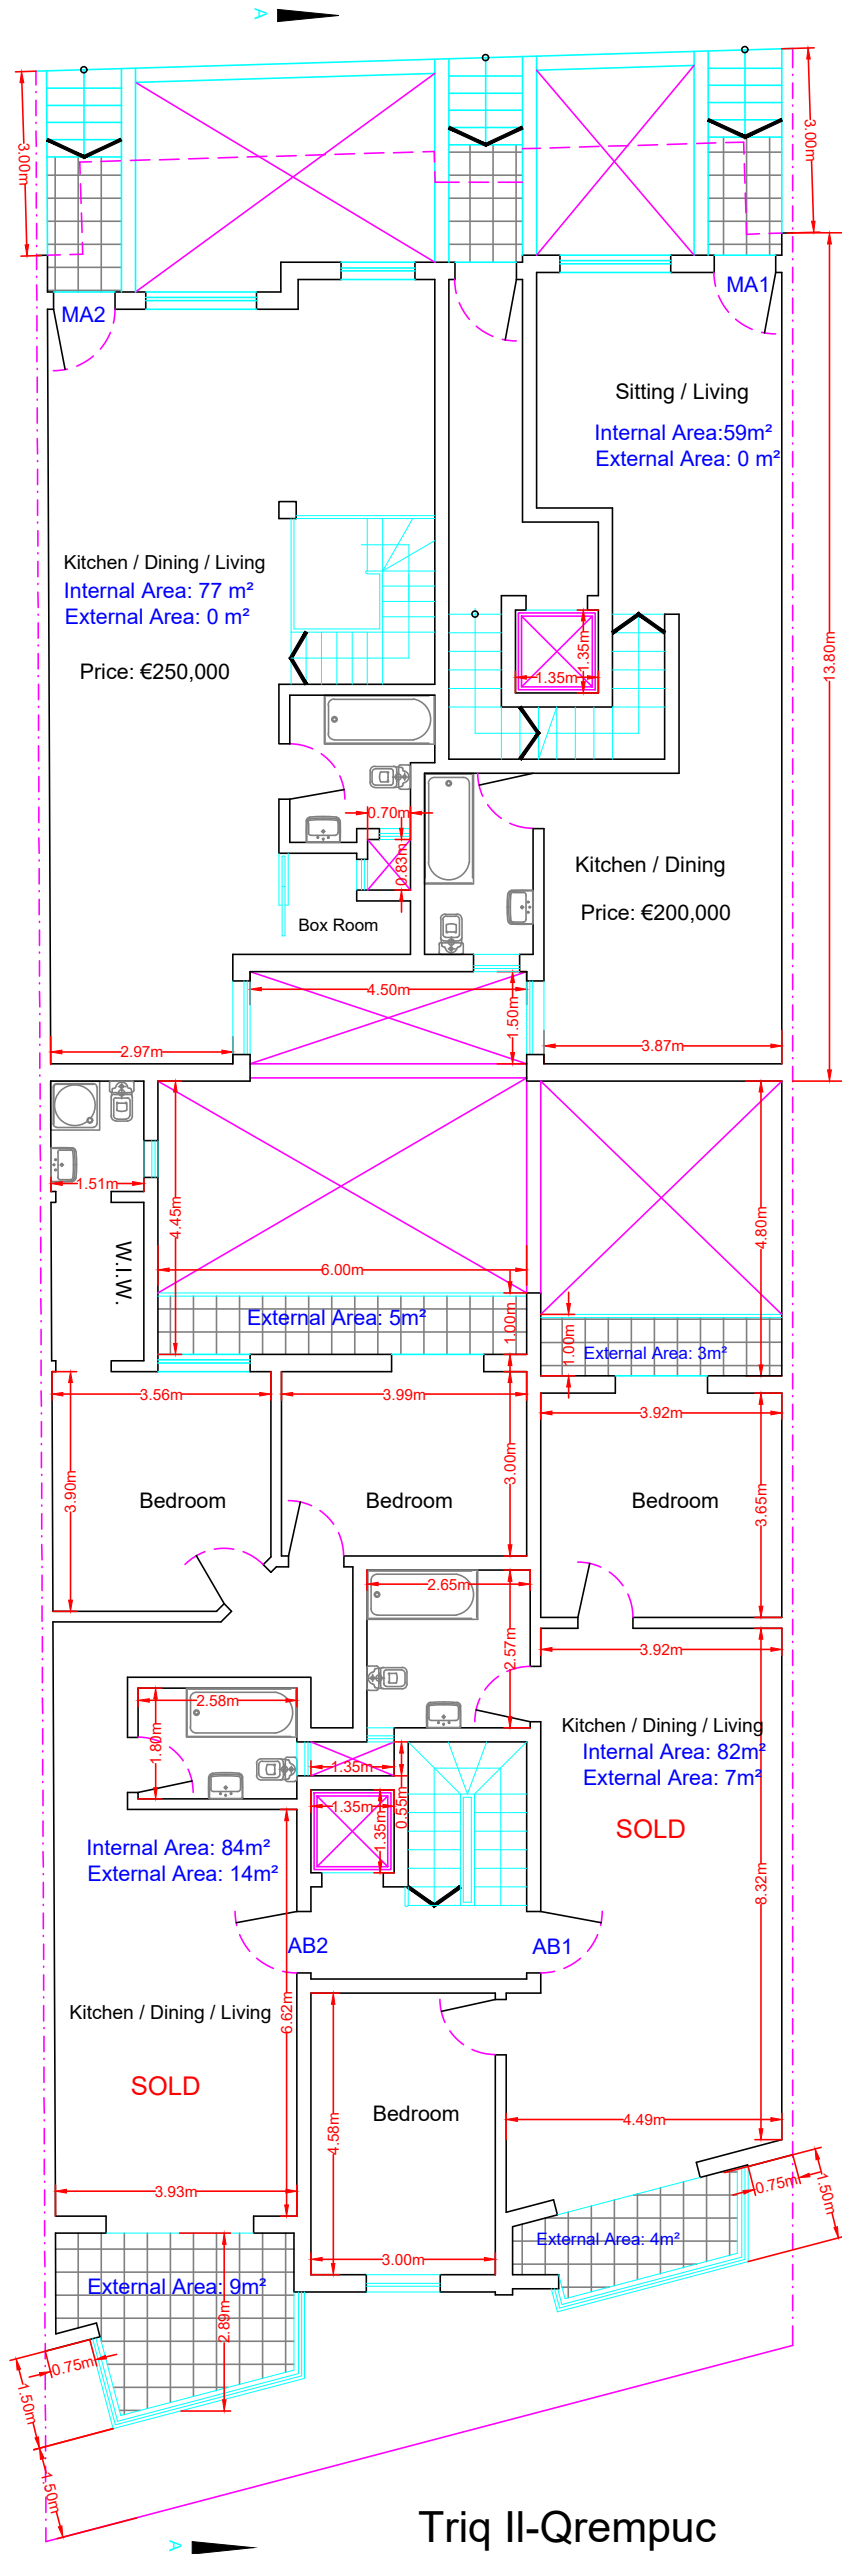 A
3.00m
3.00m
MA2
MA1
Sitting / Living
Internal Area:59m²
External Area: 0 m²
Kitchen / Dining / Living
Internal Area: 77 m²
External Area: 0 m²
Price: €250,000
1.35m
1.35m
13.80m
0.70m
0.83m
Kitchen / Dining
Price: €200,000
Box Room
4.50m
1.50m
2.97m
3.87m
1.51m
4.45m
4.80m
W.I.W.
6.00m
External Area: 5m²
1.00m
1.00m
External Area: 3m²
3.56m
3.99m
3.92m
3.90m
3.00m
3.65m
Bedroom
Bedroom
Bedroom
2.65m
2.57m
3.92m
2.58m
1.80m
Kitchen / Dining / Living
Internal Area: 82m²
External Area: 7m²
1.35m
0.55m
1.35m
1.35m
SOLD
Internal Area: 84m²
External Area: 14m²
8.32m
AB2
AB1
Kitchen / Dining / Living
6.62m
SOLD
Bedroom
4.58m
4.49m
0.75m
1.50m
3.93m
External Area: 4m²
3.00m
External Area: 9m²
2.89m
0.75m
1.50m
1.50m
Triq Il-Qrempuc
A